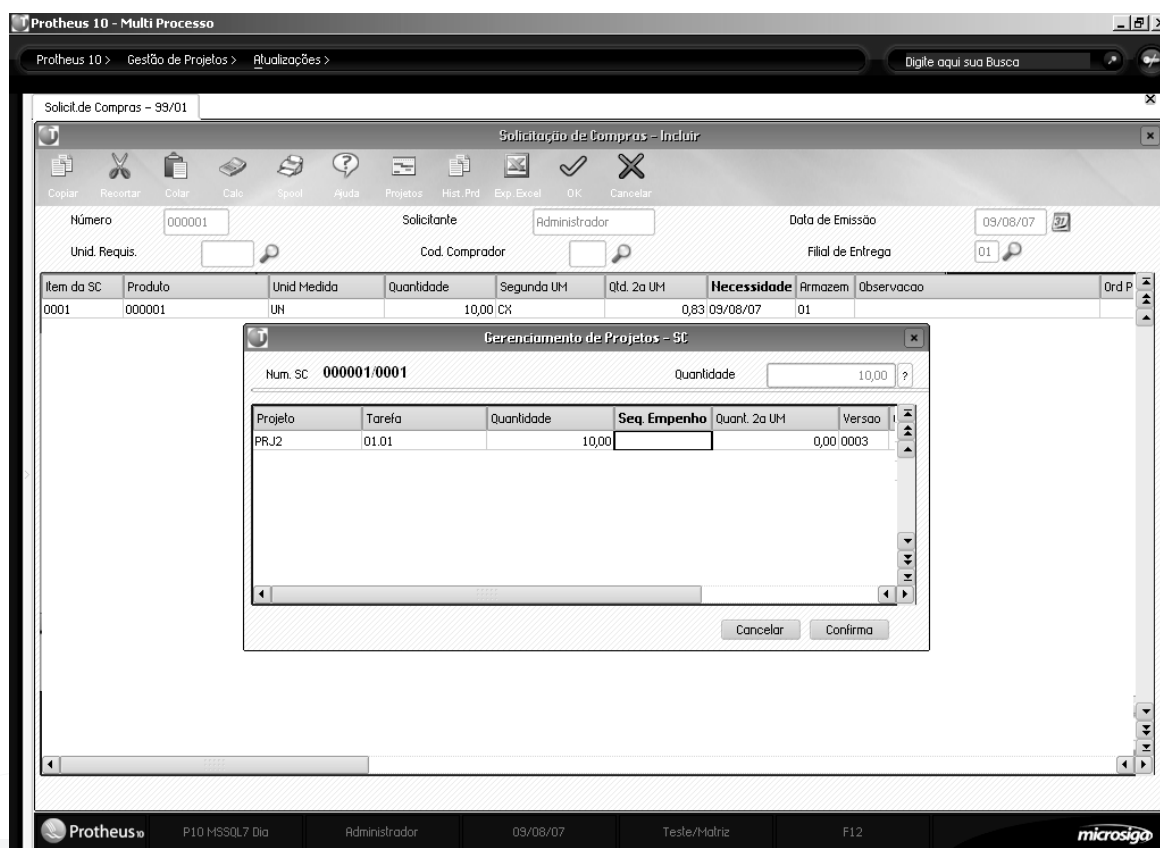 Protheus 10 - Multi Processo
Protheus 10 > Gestão de Projetos > Atualizações >
Digite aqui sua Busca
Solicit.de Compras - 99/01
Solicitação de Compras - Incluir
Copiar Recortar Colar Calc Spool Ajuda Projetos Hist.Prd Exp.Excel OK Cancelar
Número 000001 Solicitante Administrador Data de Emissão 09/08/07 31
Unid. Requis. Cod. Comprador Filial de Entrega 01
Item da SC Produto Unid Medida Quantidade Segunda UM Qtd. 2a UM Necessidade Armazem Observacao Ord P
0001 000001 UN 10,00 CX 0,83 09/08/07 01
Gerenciamento de Projetos - SC
Num. SC 000001/0001 Quantidade 10,00 ?
Projeto Tarefa Quantidade Seq. Empenho Quant. 2a UM Versao
PRJ2 01.01 10,00 0,00 0003
Cancelar Confirma
Protheus 10 P10 MSSQL7 Dia Administrador 09/08/07 Teste/Matriz F12 microsiga